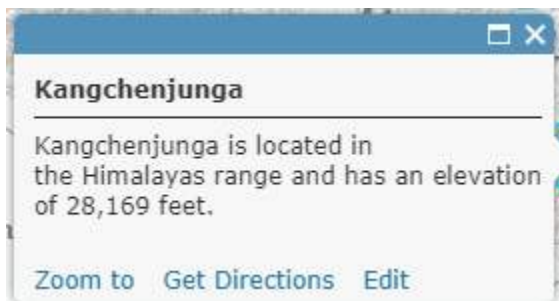 Kangchenjunga
Kangchenjunga is located in
the Himalayas range and has an elevation
of 28,169 feet.
Zoom to Get Directions Edit